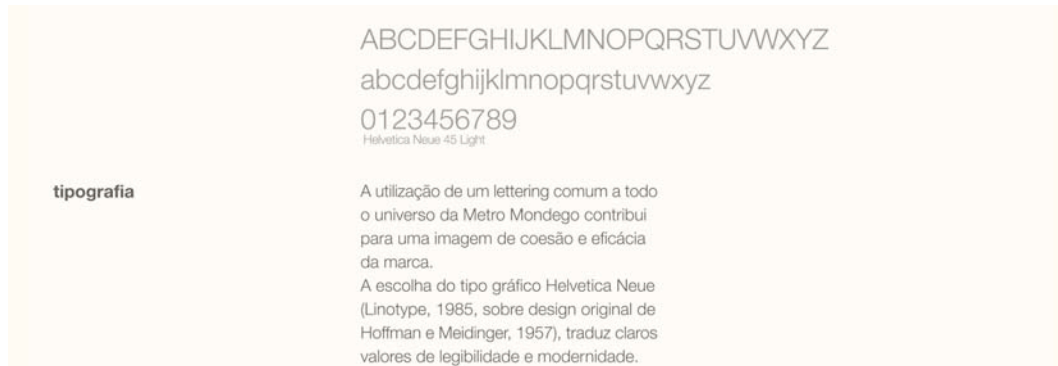 ABCDEFGHIJKLMNOPQRSTUVWXYZ
abcdefghijklmnopqrstuvwxyz
0123456789
Helvetica Neue 45 Light
tipografia
A utilização de um lettering comum a todo
o universo da Metro Mondego contribui
para uma imagem de coesão e eficácia
da marca.
A escolha do tipo gráfico Helvetica Neue
(Linotype, 1985, sobre design original de
Hoffman e Meidinger, 1957), traduz claros
valores de legibilidade e modernidade.